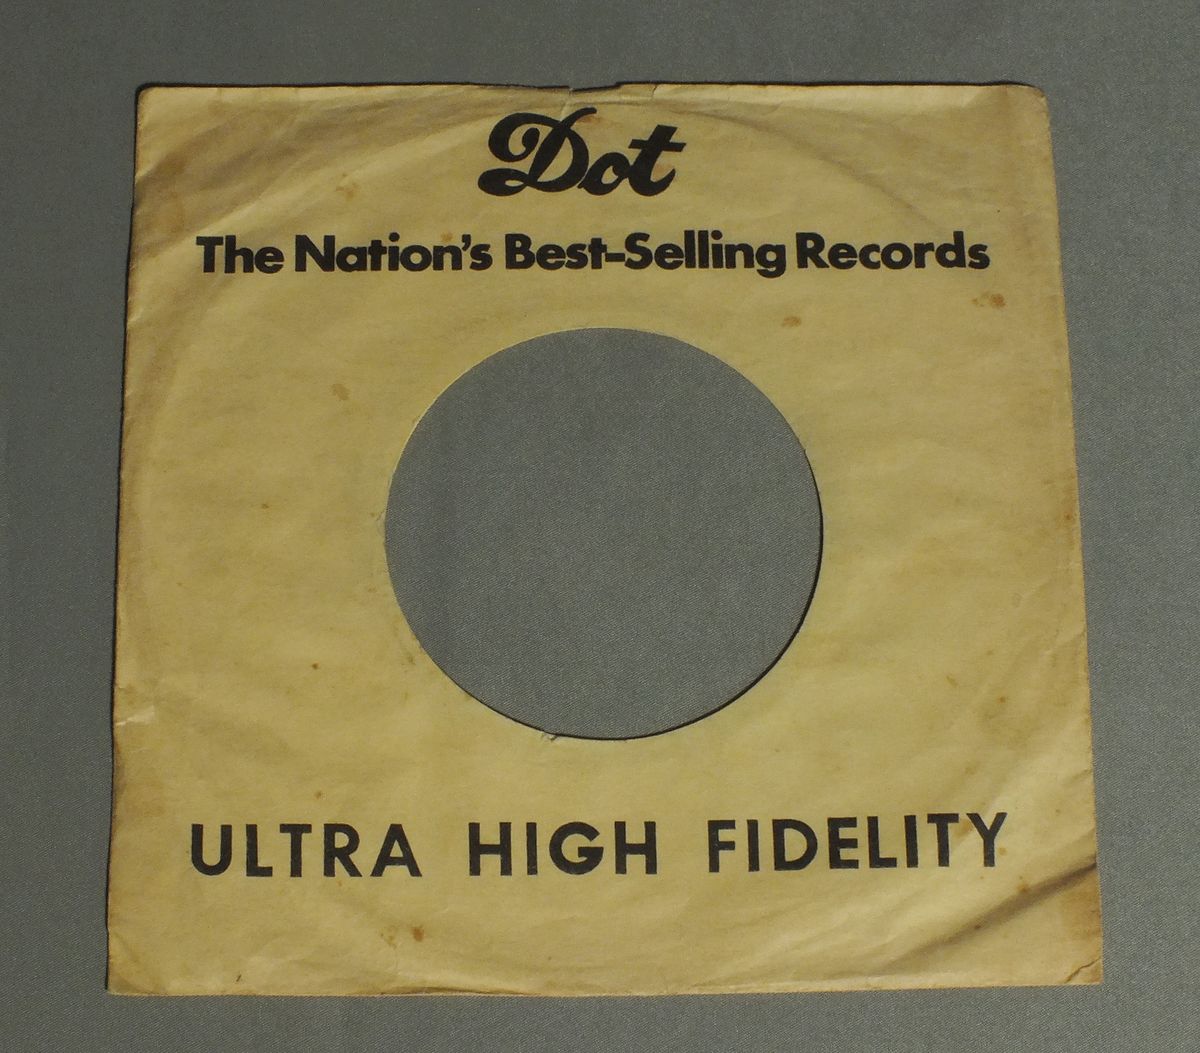 Dot
The Nation's Best-Selling Records
ULTRA HIGH FIDELITY